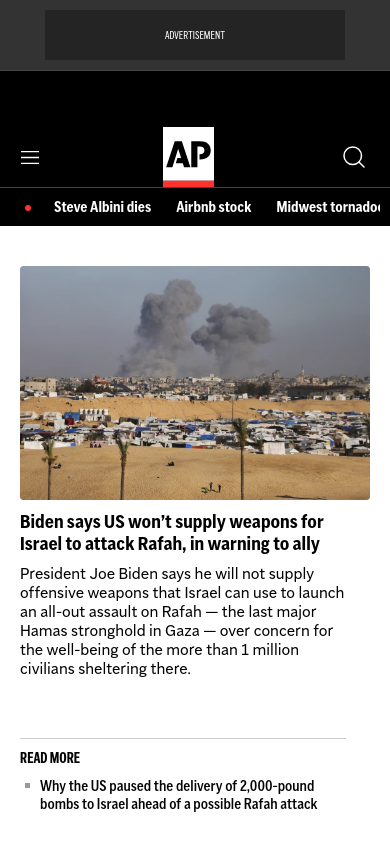 ADVERTISEMENT
AP
Steve Albini dies Airbnb stock Midwest tornadoe
Biden says US won’t supply weapons for
Israel to attack Rafah, in warning to ally
President Joe Biden says he will not supply
offensive weapons that Israel can use to launch
an all-out assault on Rafah — the last major
Hamas stronghold in Gaza — over concern for
the well-being of the more than 1 million
civilians sheltering there.
READ MORE
Why the US paused the delivery of 2,000-pound
bombs to Israel ahead of a possible Rafah attack